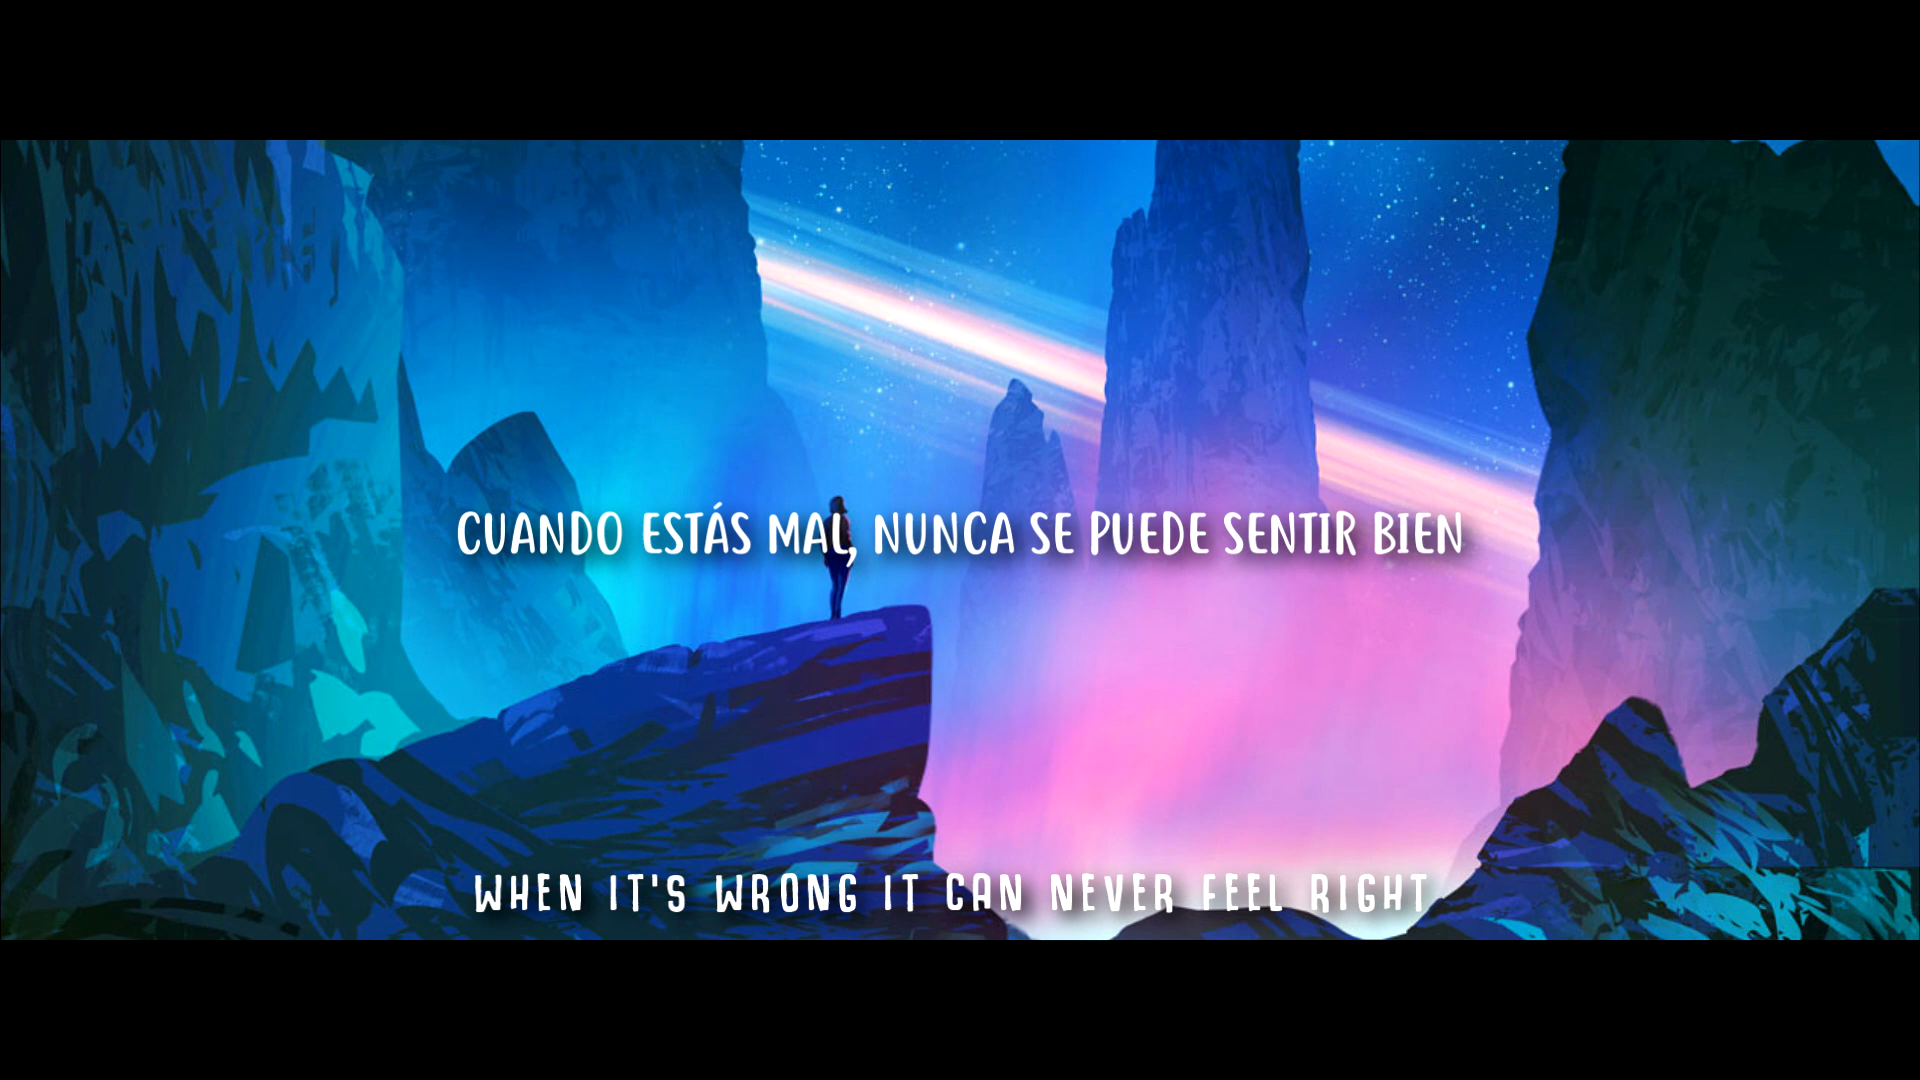 CUANDO ESTÁS MAL, NUNCA SE PUEDE SENTIR BIEN
WHEN IT'S WRONG IT CAN NEVER FEEL RIGHT